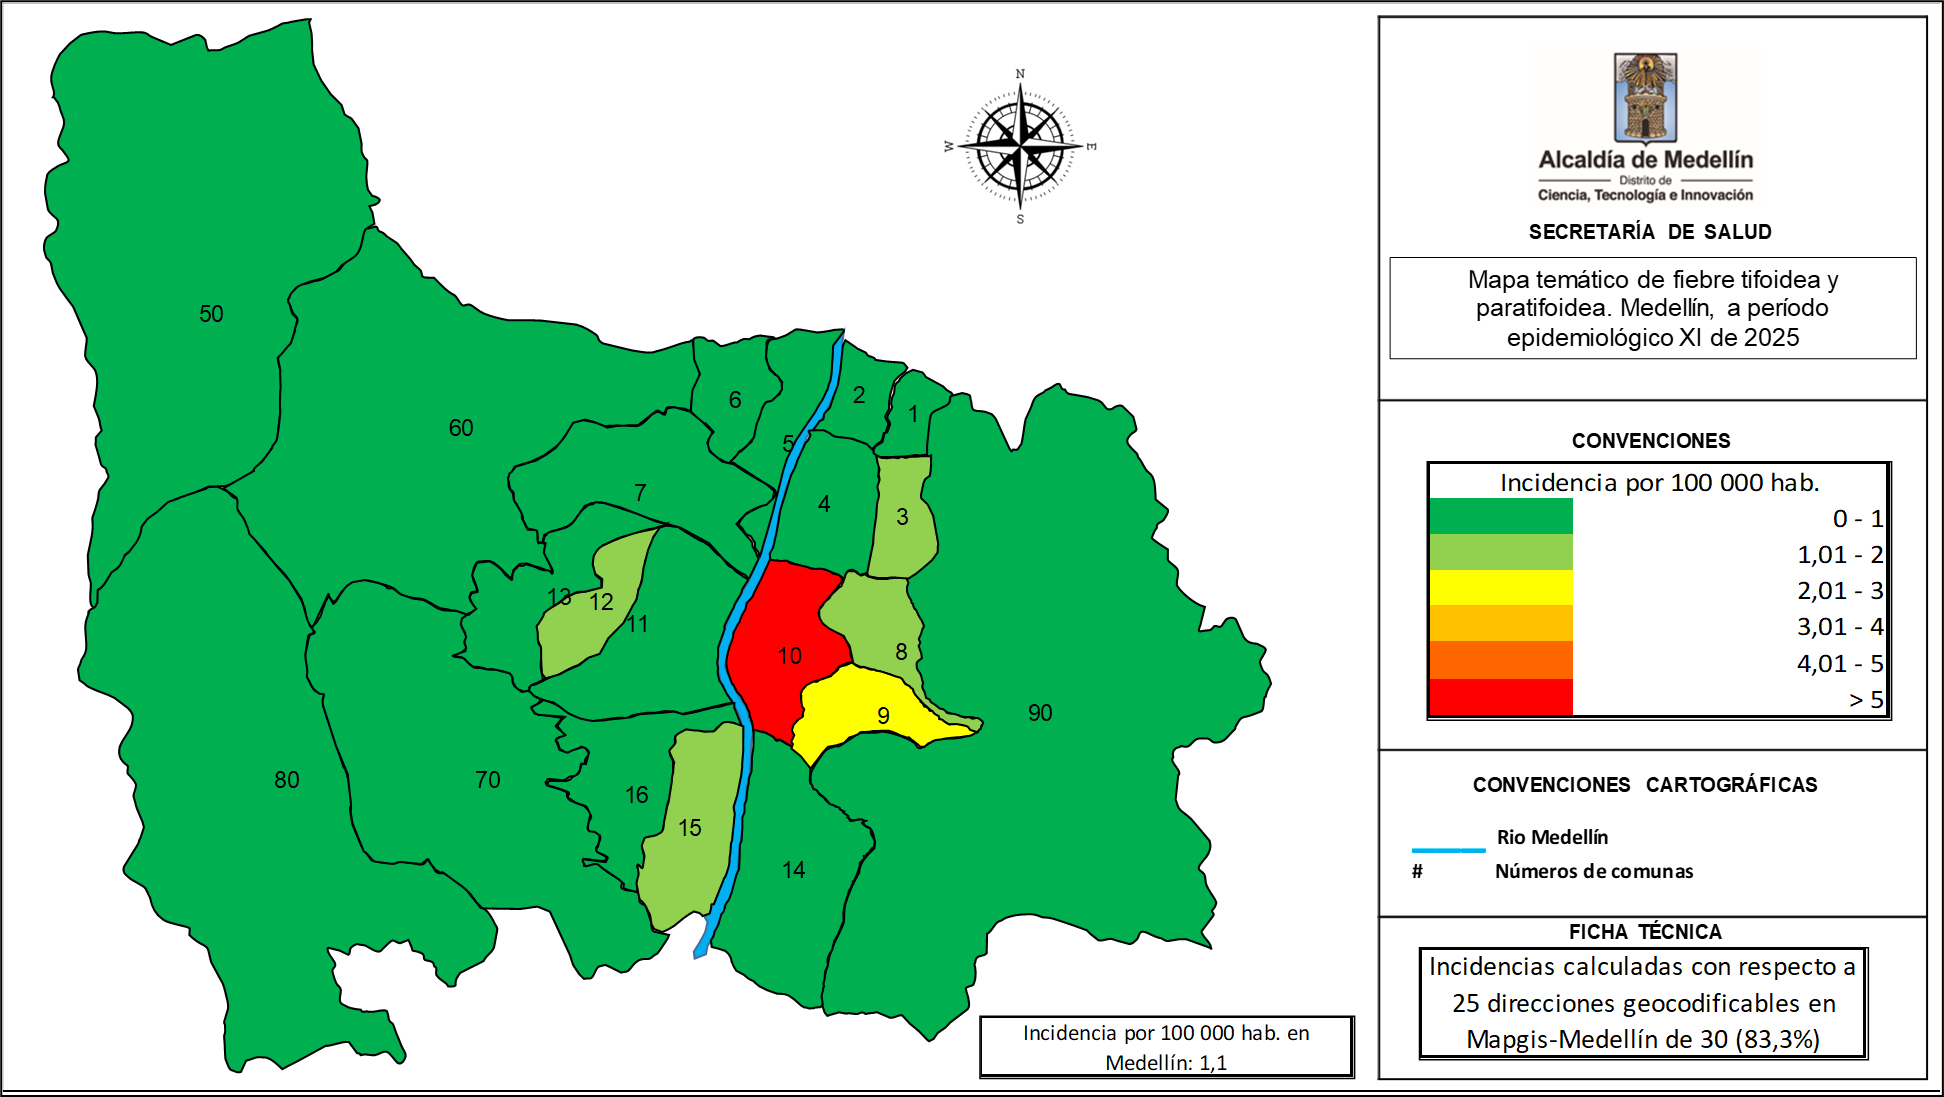 N
W
E
S
50
60
6
5
2
1
7
4
3
13
12
11
10
8
9
90
80
70
16
15
14
Incidencia por 100 000 hab. en
Medellín: 1,1
Alcaldía de Medellín
Distrito de
Ciencia, Tecnología e Innovación
SECRETARÍA DE SALUD
Mapa temático de fiebre tifoidea y
paratifoidea. Medellín, a período
epidemiológico XI de 2025
CONVENCIONES
Incidencia por 100 000 hab.
0 - 1
1,01 - 2
2,01 - 3
3,01 - 4
4,01 - 5
> 5
CONVENCIONES CARTOGRÁFICAS
Rio Medellín
# Números de comunas
FICHA TÉCNICA
Incidencias calculadas con respecto a
25 direcciones geocodificables en
Mapgis-Medellín de 30 (83,3%)